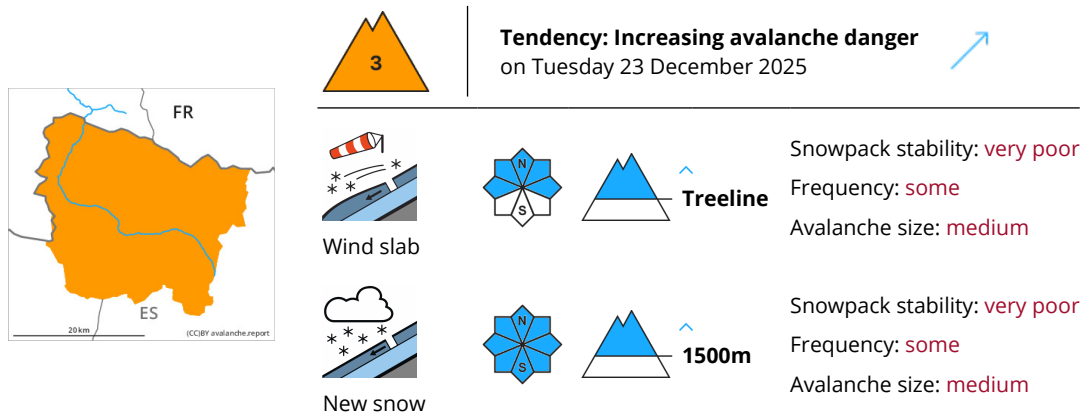 3
Tendency: Increasing avalanche danger
on Tuesday 23 December 2025
FR
ES
20 km
(CC)BY avalanche.report
Wind slab
N
S
Treeline
Snowpack stability: very poor
Frequency: some
Avalanche size: medium
New snow
N
S
1500m
Snowpack stability: very poor
Frequency: some
Avalanche size: medium